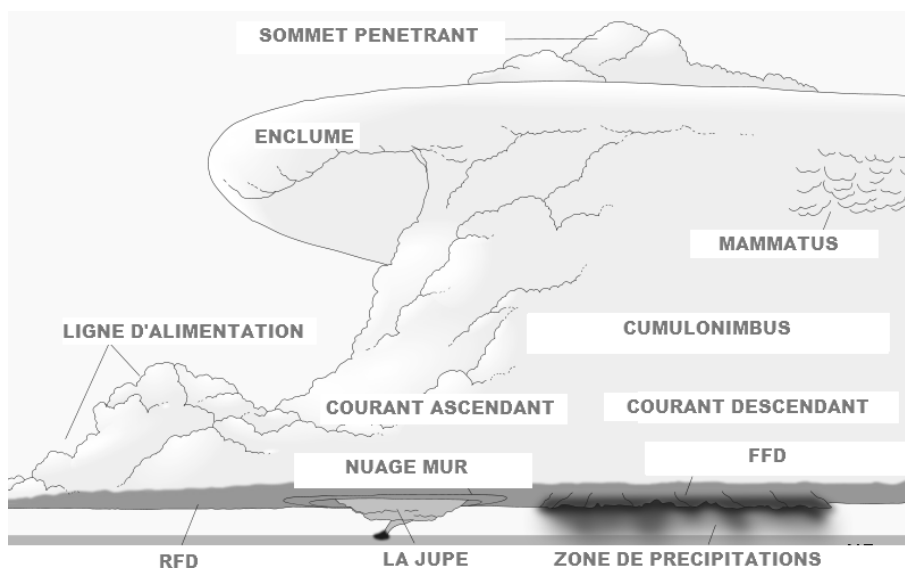 SOMMET PENETRANT
ENCLUME
MAMMATUS
LIGNE D'ALIMENTATION
CUMULONIMBUS
COURANT ASCENDANT
COURANT DESCENDANT
NUAGE MUR
FFD
RFD
LA JUPE
ZONE DE PRECIPITATIONS